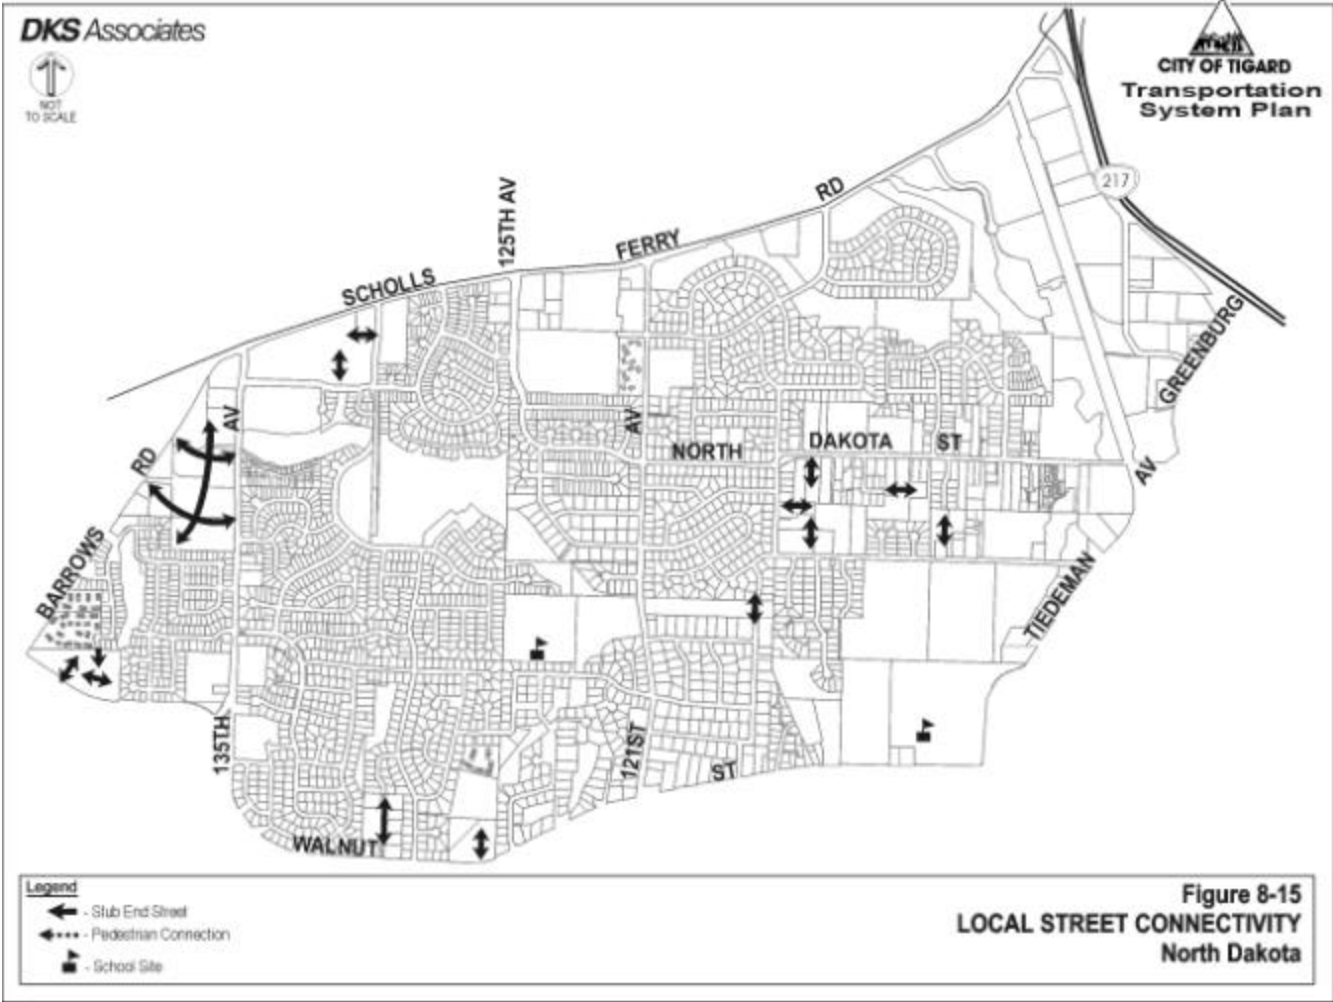 DKS Associates
NOT
TO SCALE
CITY OF TIGARD
Transportation
System Plan
217
125TH AV
RD
FERRY
SCHOLLS
GREENBURG
AV
AV
NORTH DAKOTA ST
AV
RD
BARROWS
TIEDEMAN
135TH
121ST
ST
WALNUT
Legend
- Stub End Street
- Pedestrian Connection
- School Site
Figure 8-15
LOCAL STREET CONNECTIVITY
North Dakota